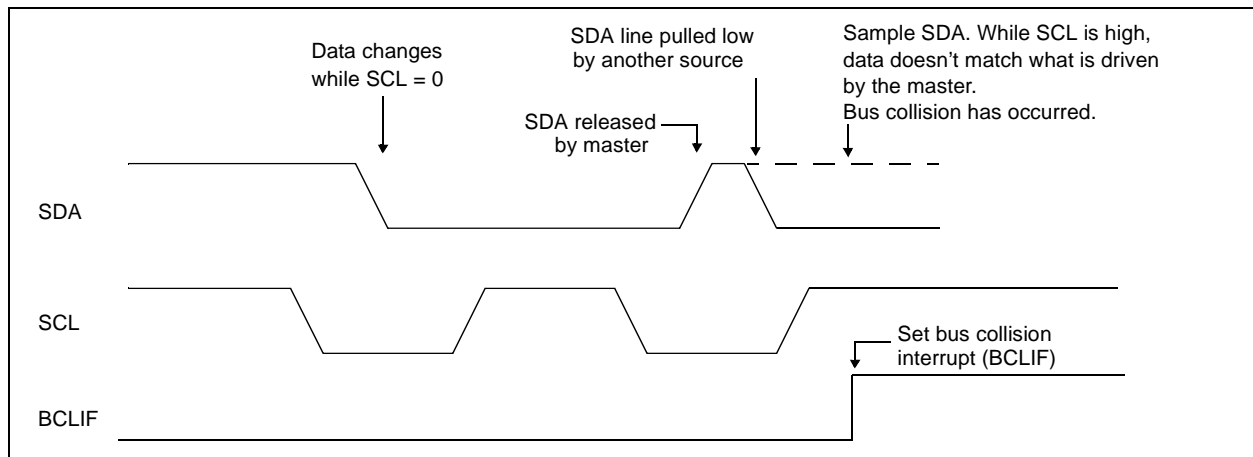 Data changes
while SCL = 0
SDA line pulled low
by another source
SDA released
by master
Sample SDA. While SCL is high,
data doesn't match what is driven
by the master.
Bus collision has occurred.
SDA
SCL
Set bus collision
interrupt (BCLIF)
BCLIF